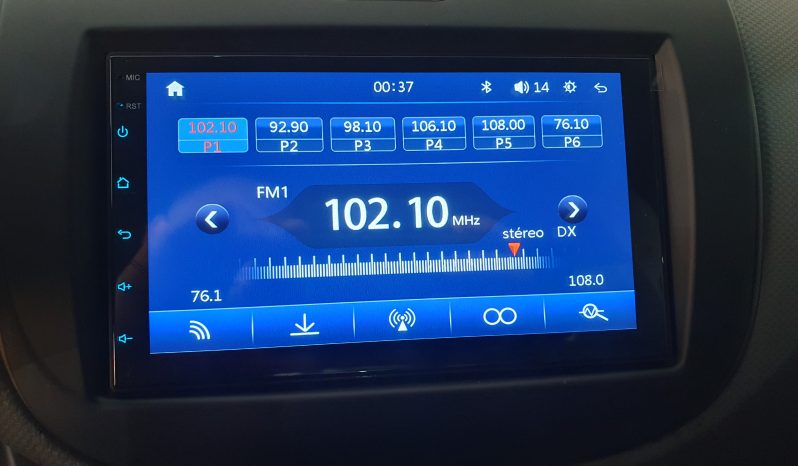 MIC
RST
00:37
14
102.10 92.90 98.10 106.10 108.00 76.10
P1 P2 P3 P4 P5 P6
FM1
102.10 MHz
stéreo DX
76.1 108.0